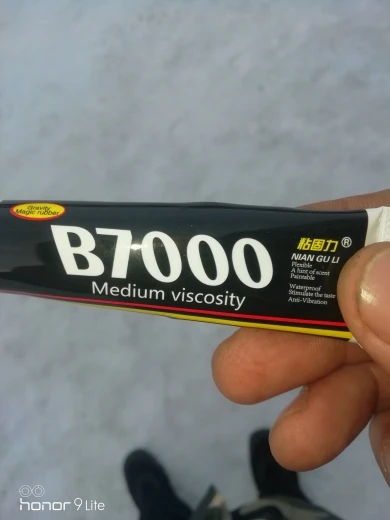 Gravity
Magic rubber
B7000
Medium viscosity
粘固力®
NIAN GU LI
Flexible
A hint of scent
Paintable
Waterproof
Stimulate the taste
Anti-Vibration
honor 9 Lite